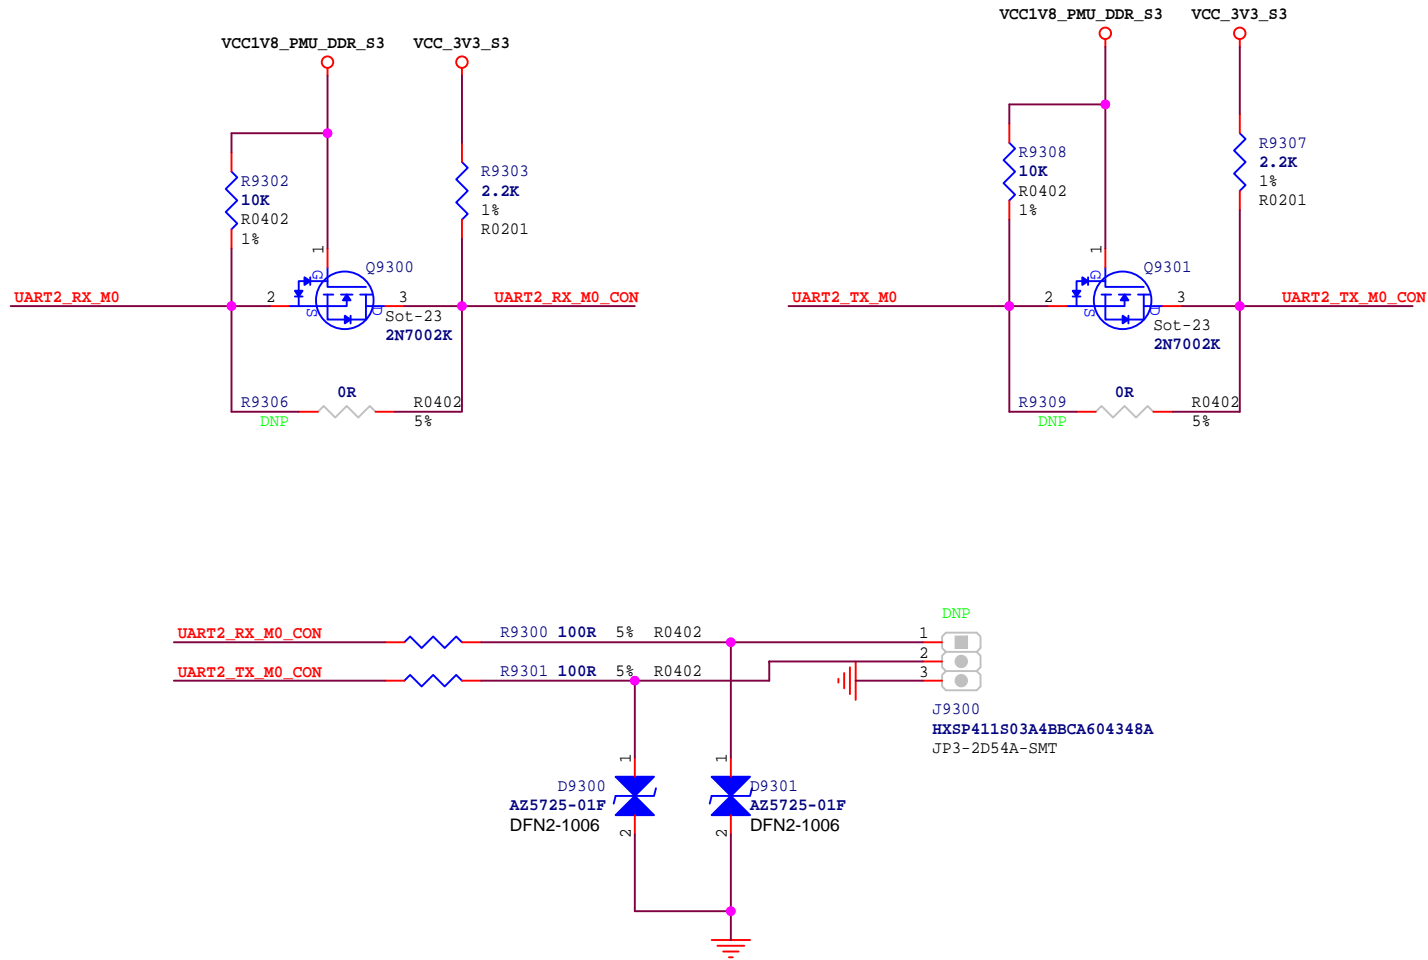 VCC1V8_PMU_DDR_S3
VCC_3V3_S3
R9302
10K
R0402
1%
R9303
2.2K
1%
R0201
1
G
Q9300
UART2_RX_M0
2
S
D
3
UART2_RX_M0_CON
Sot-23
2N7002K
R9306
DNP
0R
R0402
5%
VCC1V8_PMU_DDR_S3
VCC_3V3_S3
R9308
10K
R0402
1%
R9307
2.2K
1%
R0201
1
G
Q9301
UART2_TX_M0
2
S
D
3
UART2_TX_M0_CON
Sot-23
2N7002K
R9309
DNP
0R
R0402
5%
UART2_RX_M0_CON
R9300 100R 5% R0402
UART2_TX_M0_CON
R9301 100R 5% R0402
DNP
1
2
3
J9300
HXSP411S03A4BBCA604348A
JP3-2D54A-SMT
1
D9300
AZ5725-01F
DFN2-1006
2
1
D9301
AZ5725-01F
DFN2-1006
2